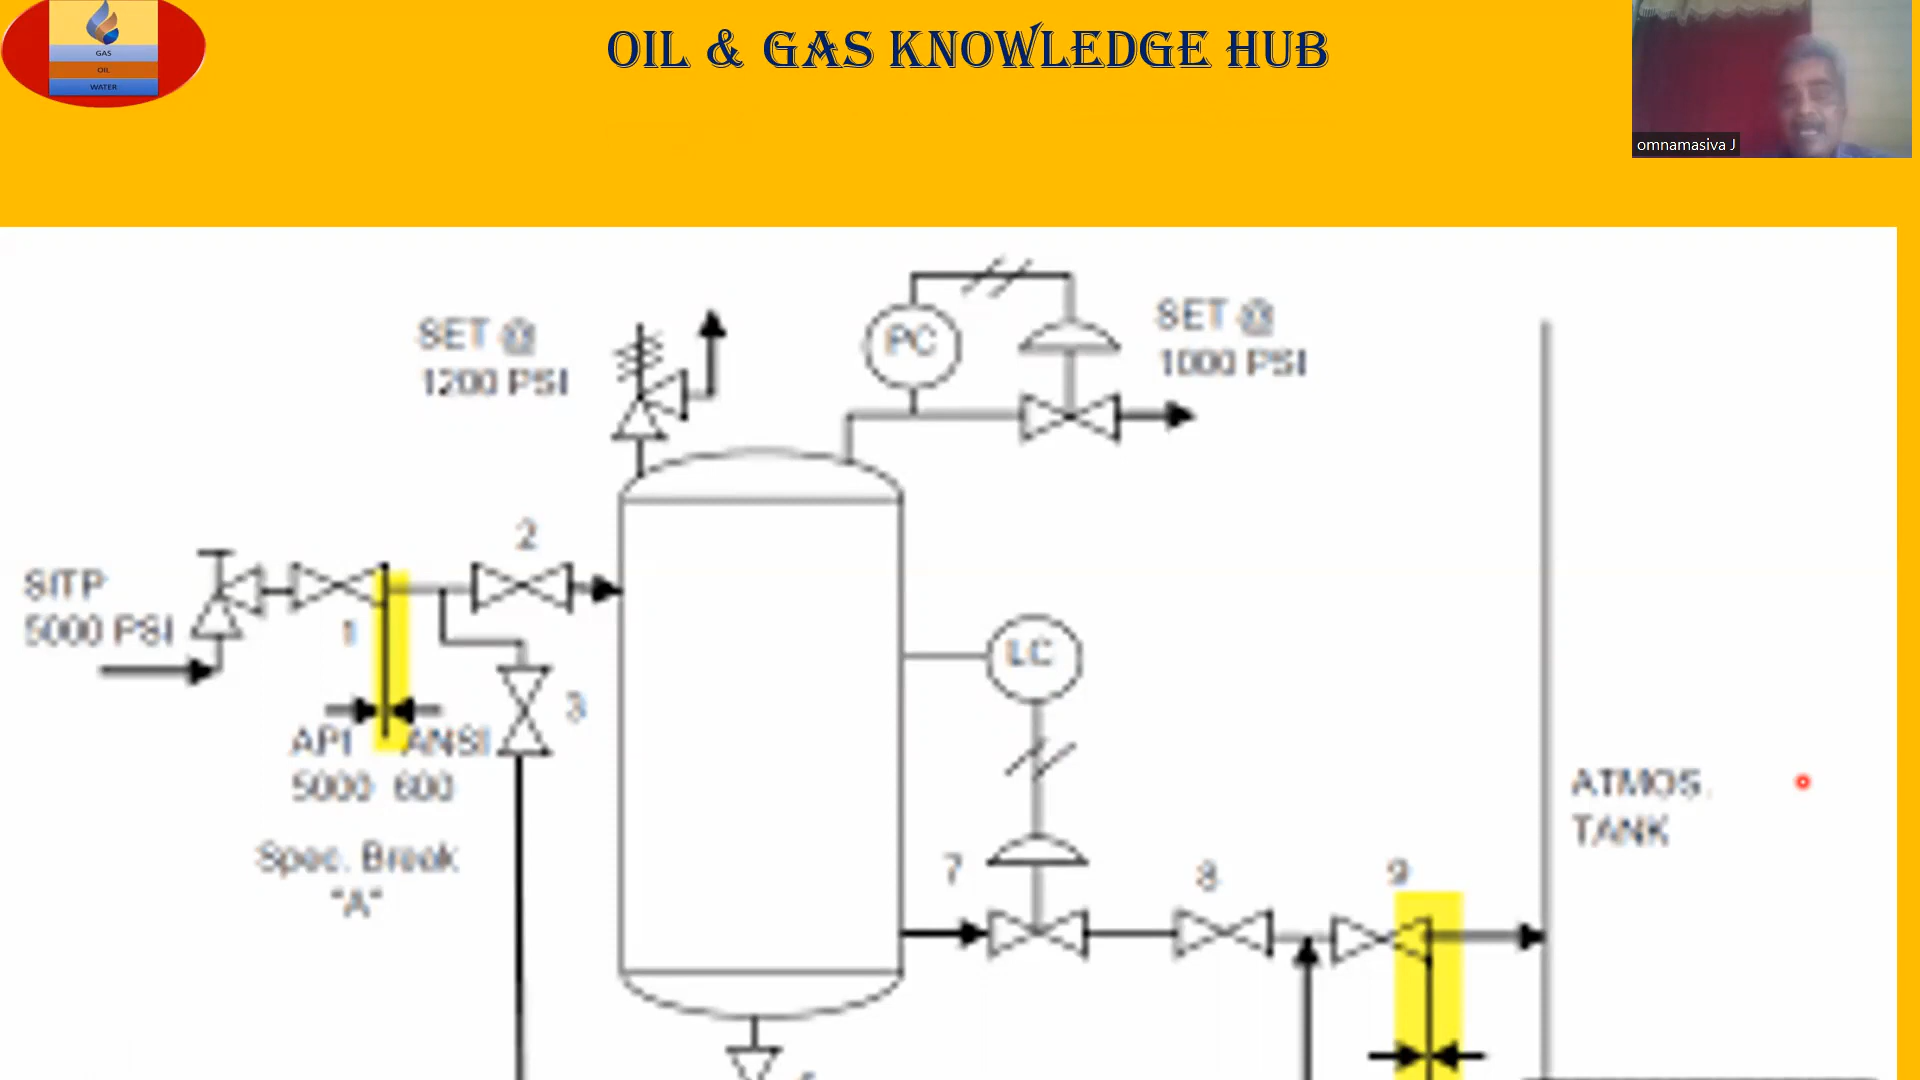 GAS
OIL
WATER
OIL & GAS KNOWLEDGE HUB
omnamasiva J
SET @
1200 PSI
PC
SET @
1000 PSI
2
SITP
5000 PSI
1
3
API ANSI
5000 600
Spec. Break
"A"
LC
7
8
9
ATMOS.
TANK